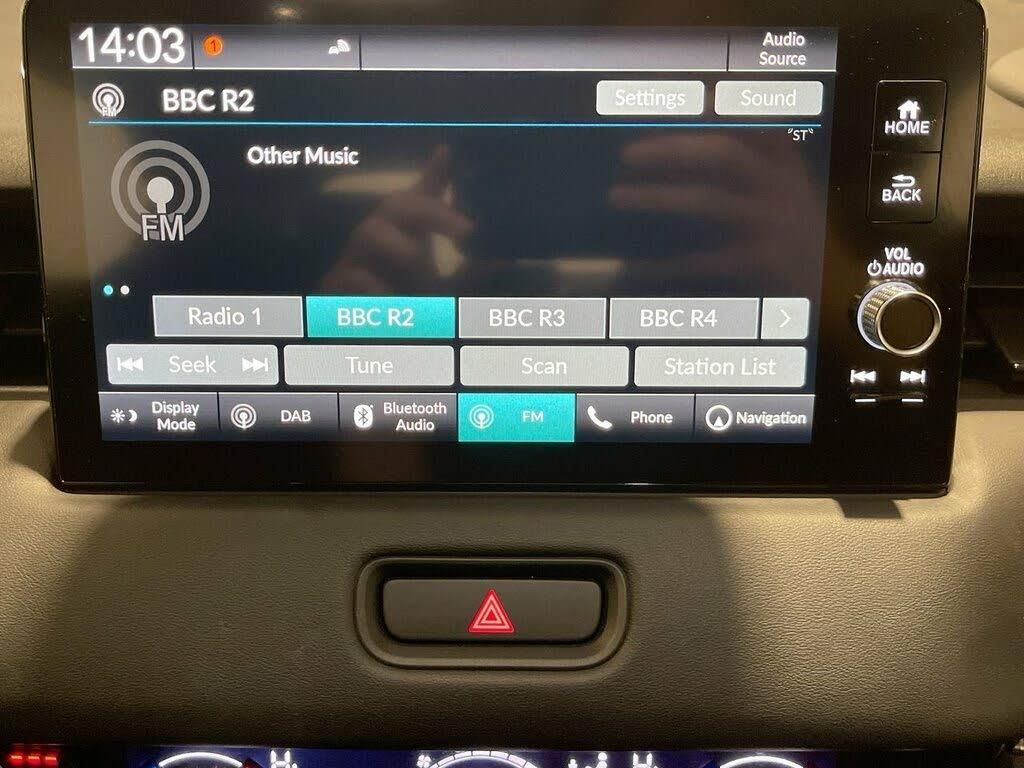 14:03
1
Audio
Source
FM
BBC R2
Settings
Sound
"ST"
Other Music
FM
HOME
BACK
VOL
AUDIO
Radio 1
BBC R2
BBC R3
BBC R4
Seek
Tune
Scan
Station List
Display
Mode
DAB
Bluetooth
Audio
FM
Phone
Navigation
H
H